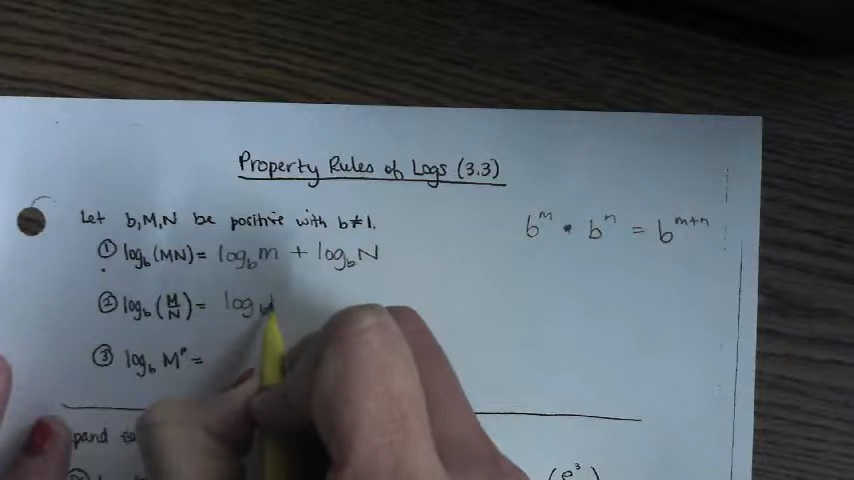 Property Rules of Logs (3.3)
Let b,M,N be positive with b≠1.
b^m • b^n = b^{m+n}
① log_b(MN) = log_b m + log_b N
② log_b(M/N) = log
③ log_b M^p =
pand
(e^3)